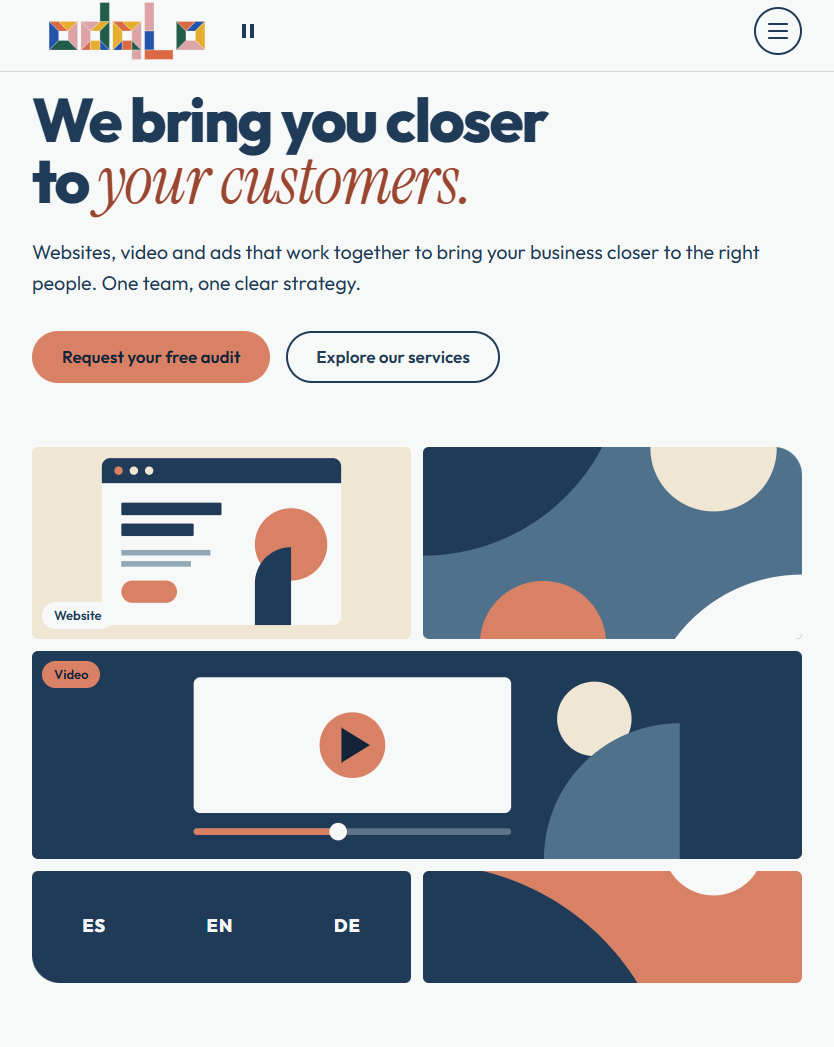 adaLo
We bring you closer
to your customers.
Websites, video and ads that work together to bring your business closer to the right
people. One team, one clear strategy.
Request your free audit
Explore our services
Website
Video
ES
EN
DE